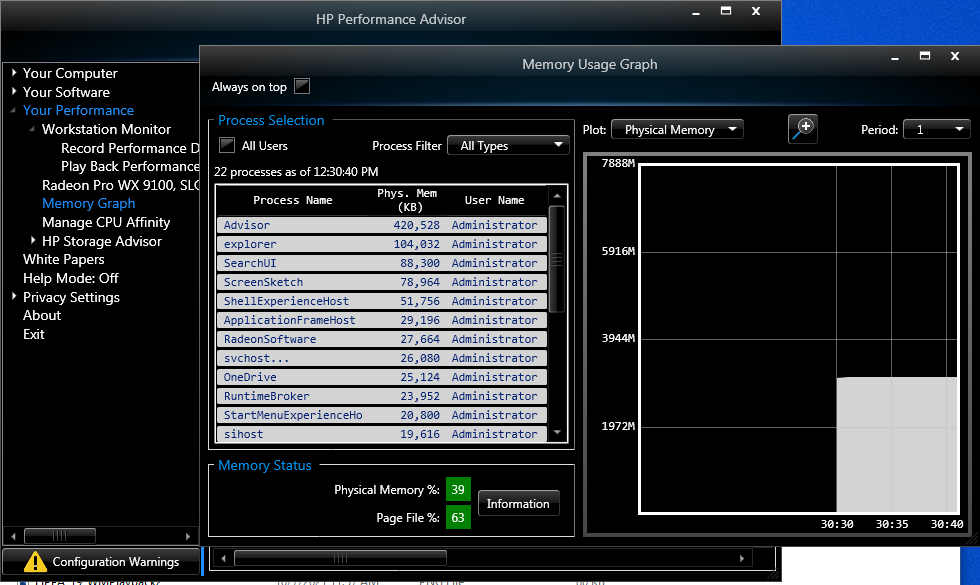 HP Performance Advisor
Memory Usage Graph
Your Computer
Your Software
Your Performance
Workstation Monitor
Record Performance D
Play Back Performance
Radeon Pro WX 9100, SLO
Memory Graph
Manage CPU Affinity
HP Storage Advisor
White Papers
Help Mode: Off
Privacy Settings
About
Exit
Configuration Warnings
Always on top
Process Selection
All Users
Process Filter All Types
22 processes as of 12:30:40 PM
Process Name Phys. Mem (KB) User Name
Advisor 420,528 Administrator
explorer 104,032 Administrator
SearchUI 88,300 Administrator
ScreenSketch 78,964 Administrator
ShellExperienceHost 51,756 Administrator
ApplicationFrameHost 29,196 Administrator
RadeonSoftware 27,664 Administrator
svchost... 26,080 Administrator
OneDrive 25,124 Administrator
RuntimeBroker 23,952 Administrator
StartMenuExperienceHo 20,800 Administrator
sihost 19,616 Administrator
Memory Status
Physical Memory %: 39
Page File %: 63
Information
Plot: Physical Memory
Period: 1
7888M
5916M
3944M
1972M
30:30 30:35 30:40